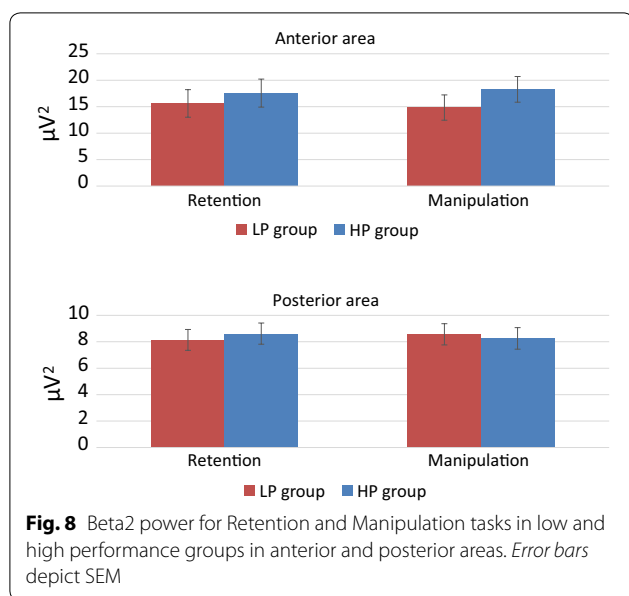 Anterior area
25
20
15
10
5
0
µV²
Retention Manipulation
LP group HP group
Posterior area
10
8
6
4
2
0
µV²
Retention Manipulation
LP group HP group
Fig. 8 Beta2 power for Retention and Manipulation tasks in low and
high performance groups in anterior and posterior areas. Error bars
depict SEM